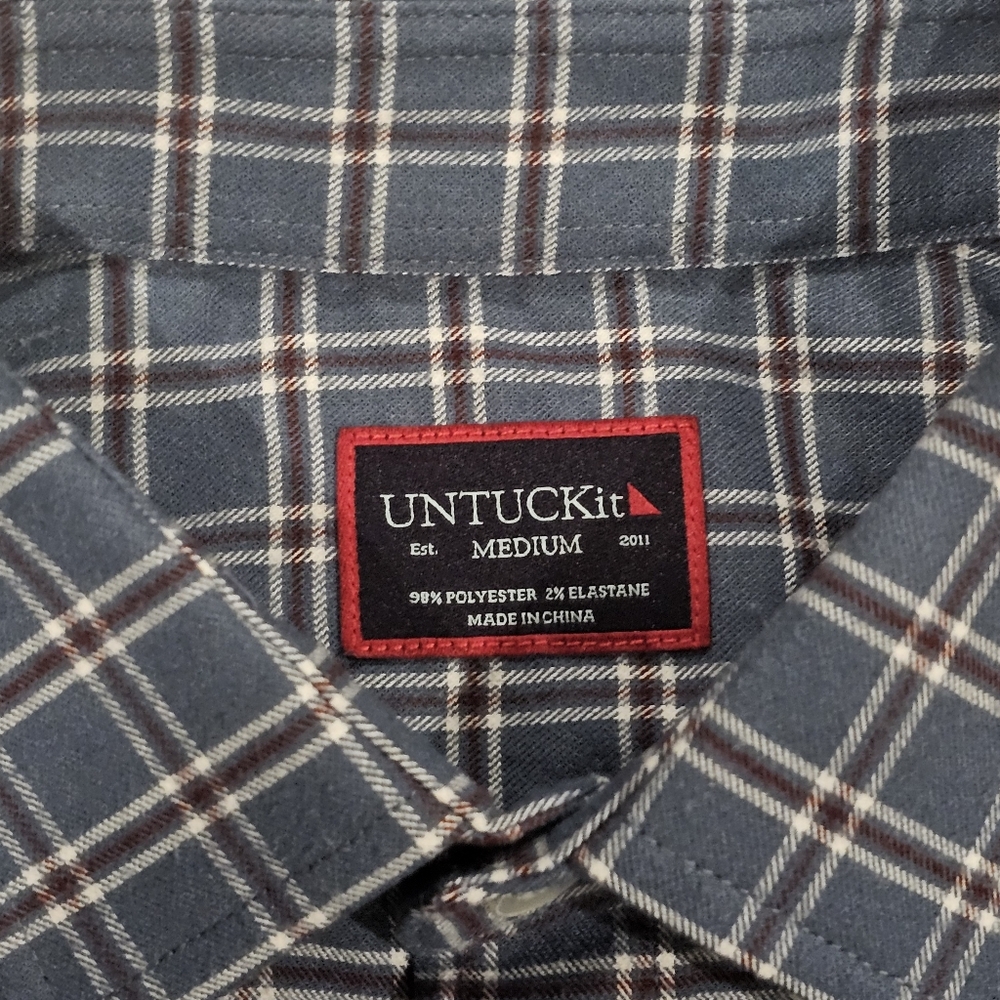 UNTUCKit
Est. MEDIUM 2011
98% POLYESTER 2% ELASTANE
MADE IN CHINA